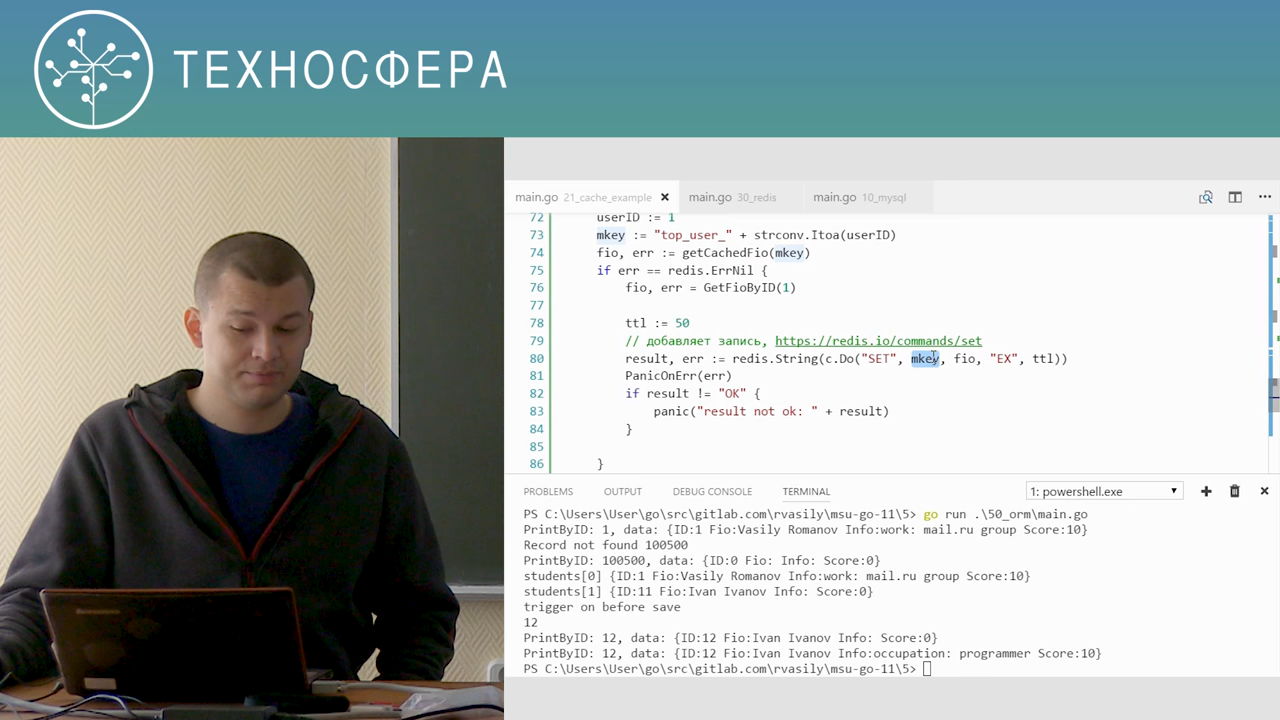 ТЕХНОСФЕРА
main.go 21_cache_example
main.go 30_redis
main.go 10_mysql
72 userID := 1
73 mkey := "top_user_" + strconv.Itoa(userID)
74 fio, err := getCachedFio(mkey)
75 if err == redis.ErrNil {
76 fio, err = GetFioByID(1)
77
78 ttl := 50
79 // добавляет запись, https://redis.io/commands/set
80 result, err := redis.String(c.Do("SET", mkey, fio, "EX", ttl))
81 PanicOnErr(err)
82 if result != "OK" {
83 panic("result not ok: " + result)
84 }
85
86 }
PROBLEMS OUTPUT DEBUG CONSOLE TERMINAL 1: powershell.exe
PS C:\Users\User\go\src\gitlab.com\rvasily\msu-go-11\5> go run .\50_orm\main.go
PrintByID: 1, data: {ID:1 Fio:Vasily Romanov Info:work: mail.ru group Score:10}
Record not found 100500
PrintByID: 100500, data: {ID:0 Fio: Info: Score:0}
students[0] {ID:1 Fio:Vasily Romanov Info:work: mail.ru group Score:10}
students[1] {ID:11 Fio:Ivan Ivanov Info: Score:0}
trigger on before save
12
PrintByID: 12, data: {ID:12 Fio:Ivan Ivanov Info: Score:0}
PrintByID: 12, data: {ID:12 Fio:Ivan Ivanov Info:occupation: programmer Score:10}
PS C:\Users\User\go\src\gitlab.com\rvasily\msu-go-11\5>